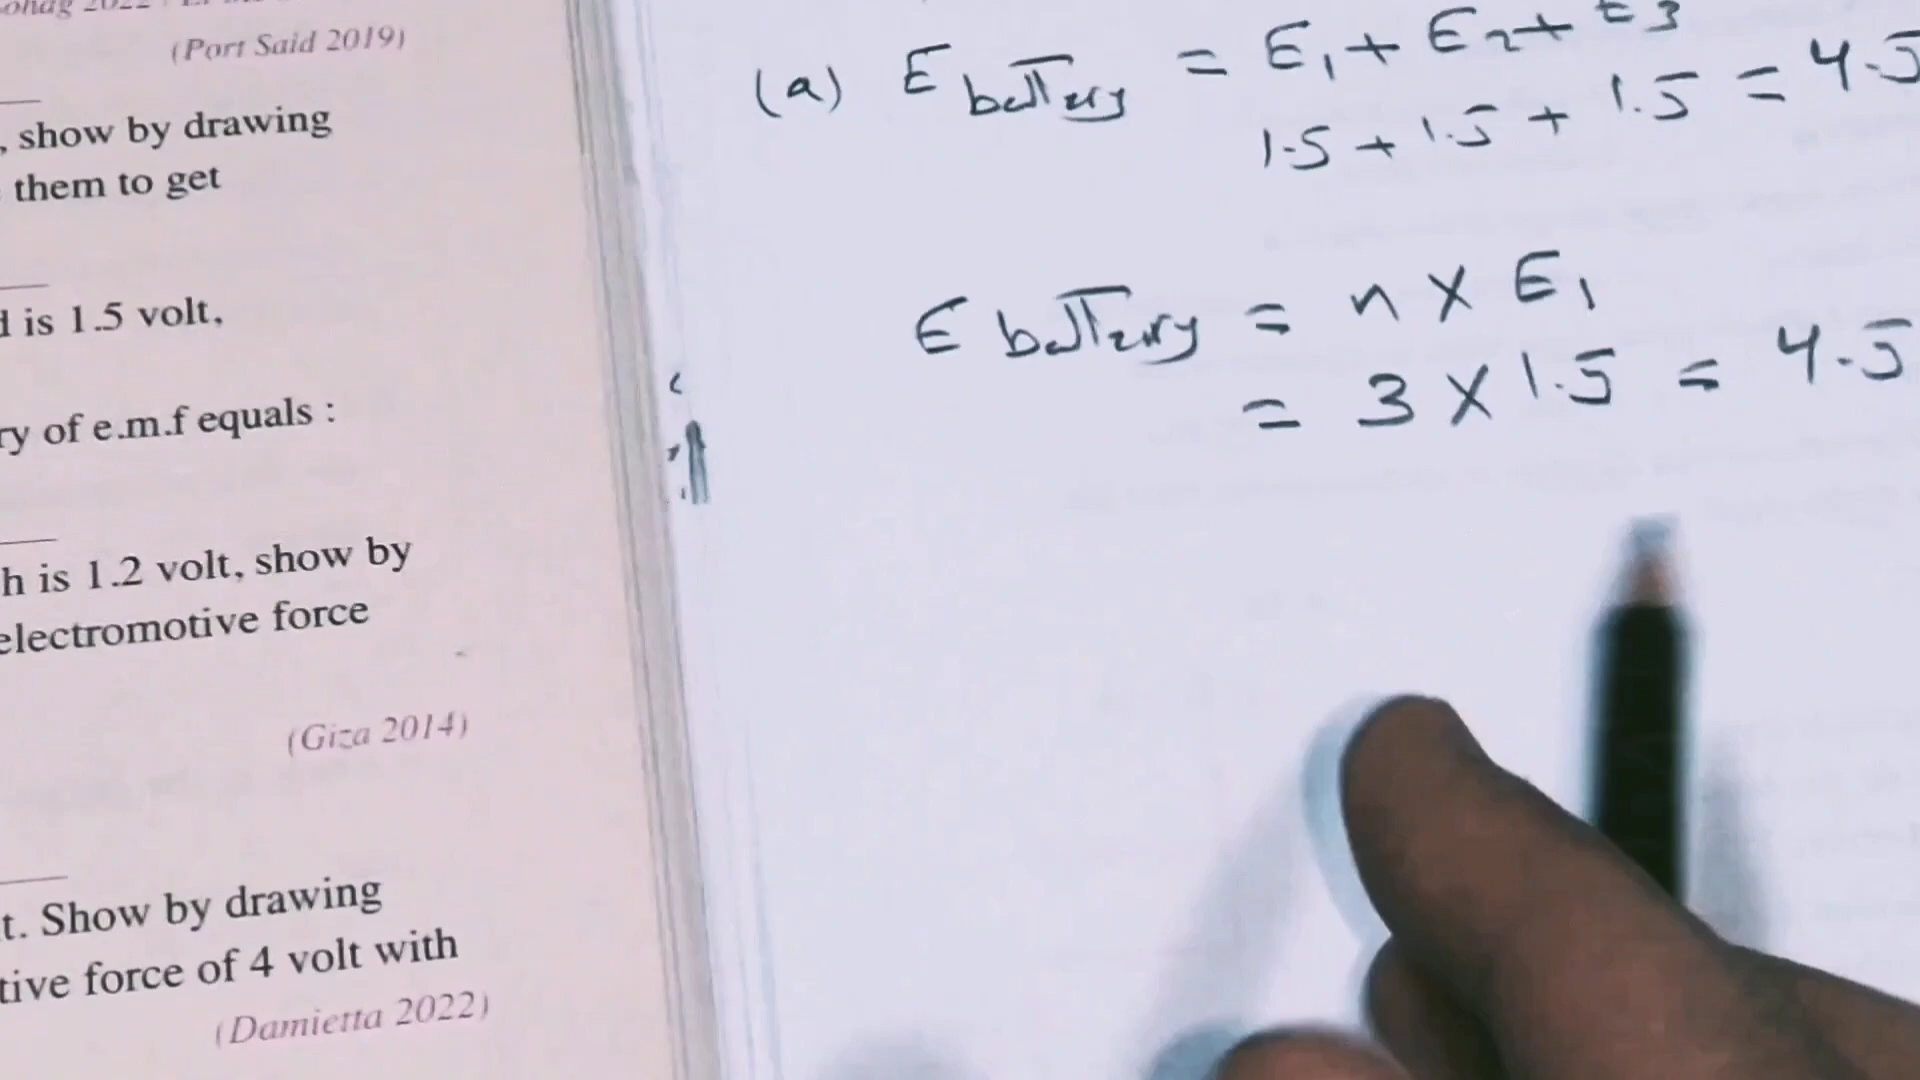 (Port Said 2019)
, show by drawing
them to get
is 1.5 volt,
ry of e.m.f equals :
h is 1.2 volt, show by
electromotive force
(Giza 2014)
t. Show by drawing
tive force of 4 volt with
(Damietta 2022)
(a) E battery = E1 + E2 + E3
1.5 + 1.5 + 1.5 = 4.5
E battery = n X E1
= 3 X 1.5 = 4.5